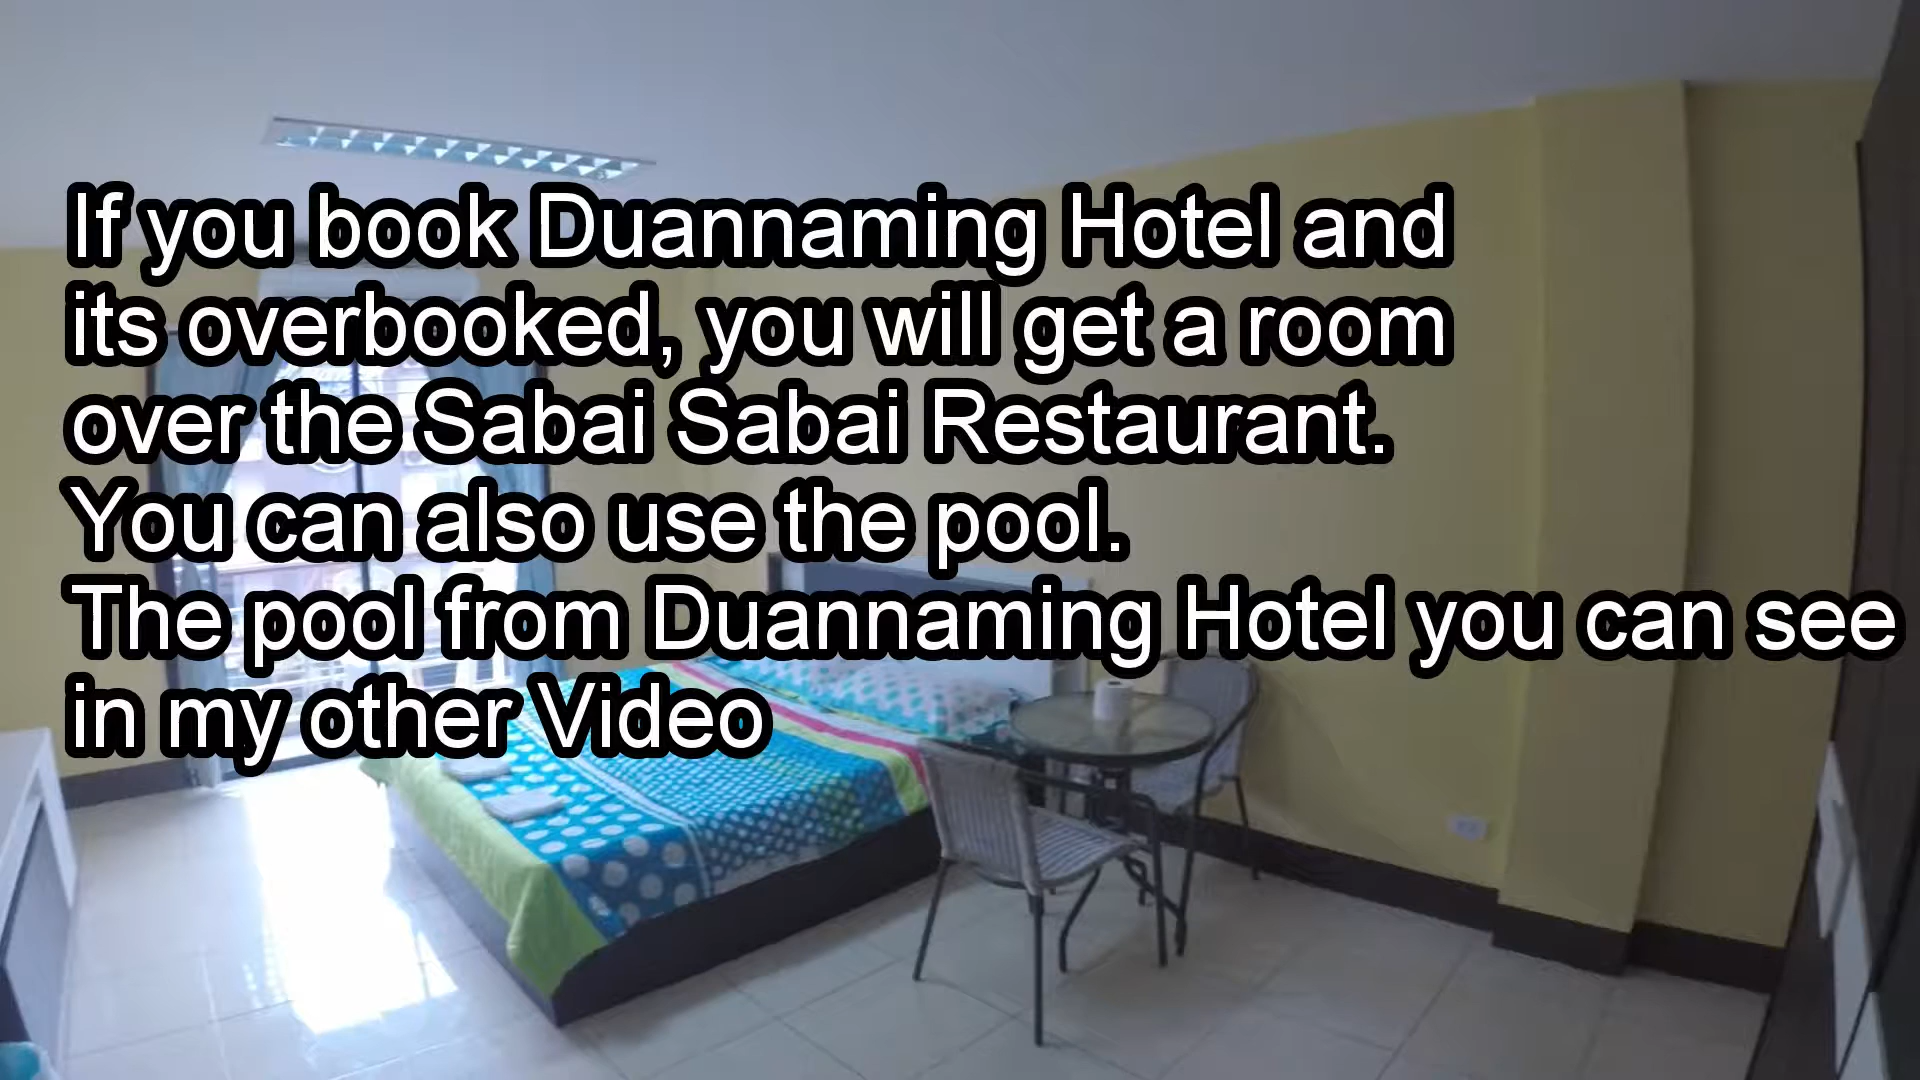 If you book Duannaming Hotel and
its overbooked, you will get a room
over the Sabai Sabai Restaurant.
You can also use the pool.
The pool from Duannaming Hotel you can see
in my other Video